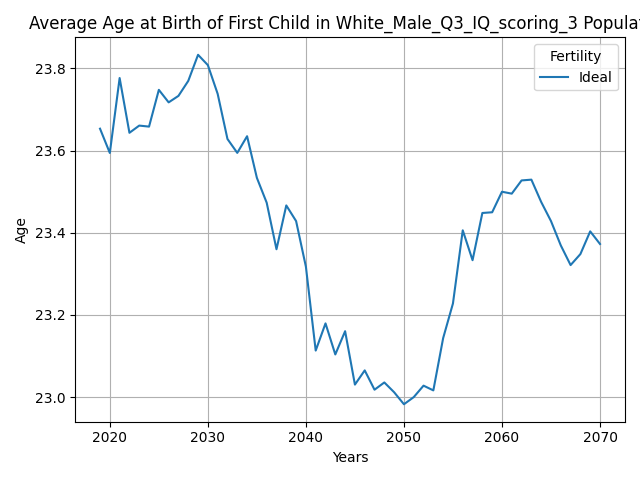 Average Age at Birth of First Child in White_Male_Q3_IQ_scoring_3 Popula
Fertility
Ideal
23.8
23.6
23.4
23.2
23.0
Age
2020 2030 2040 2050 2060 2070
Years